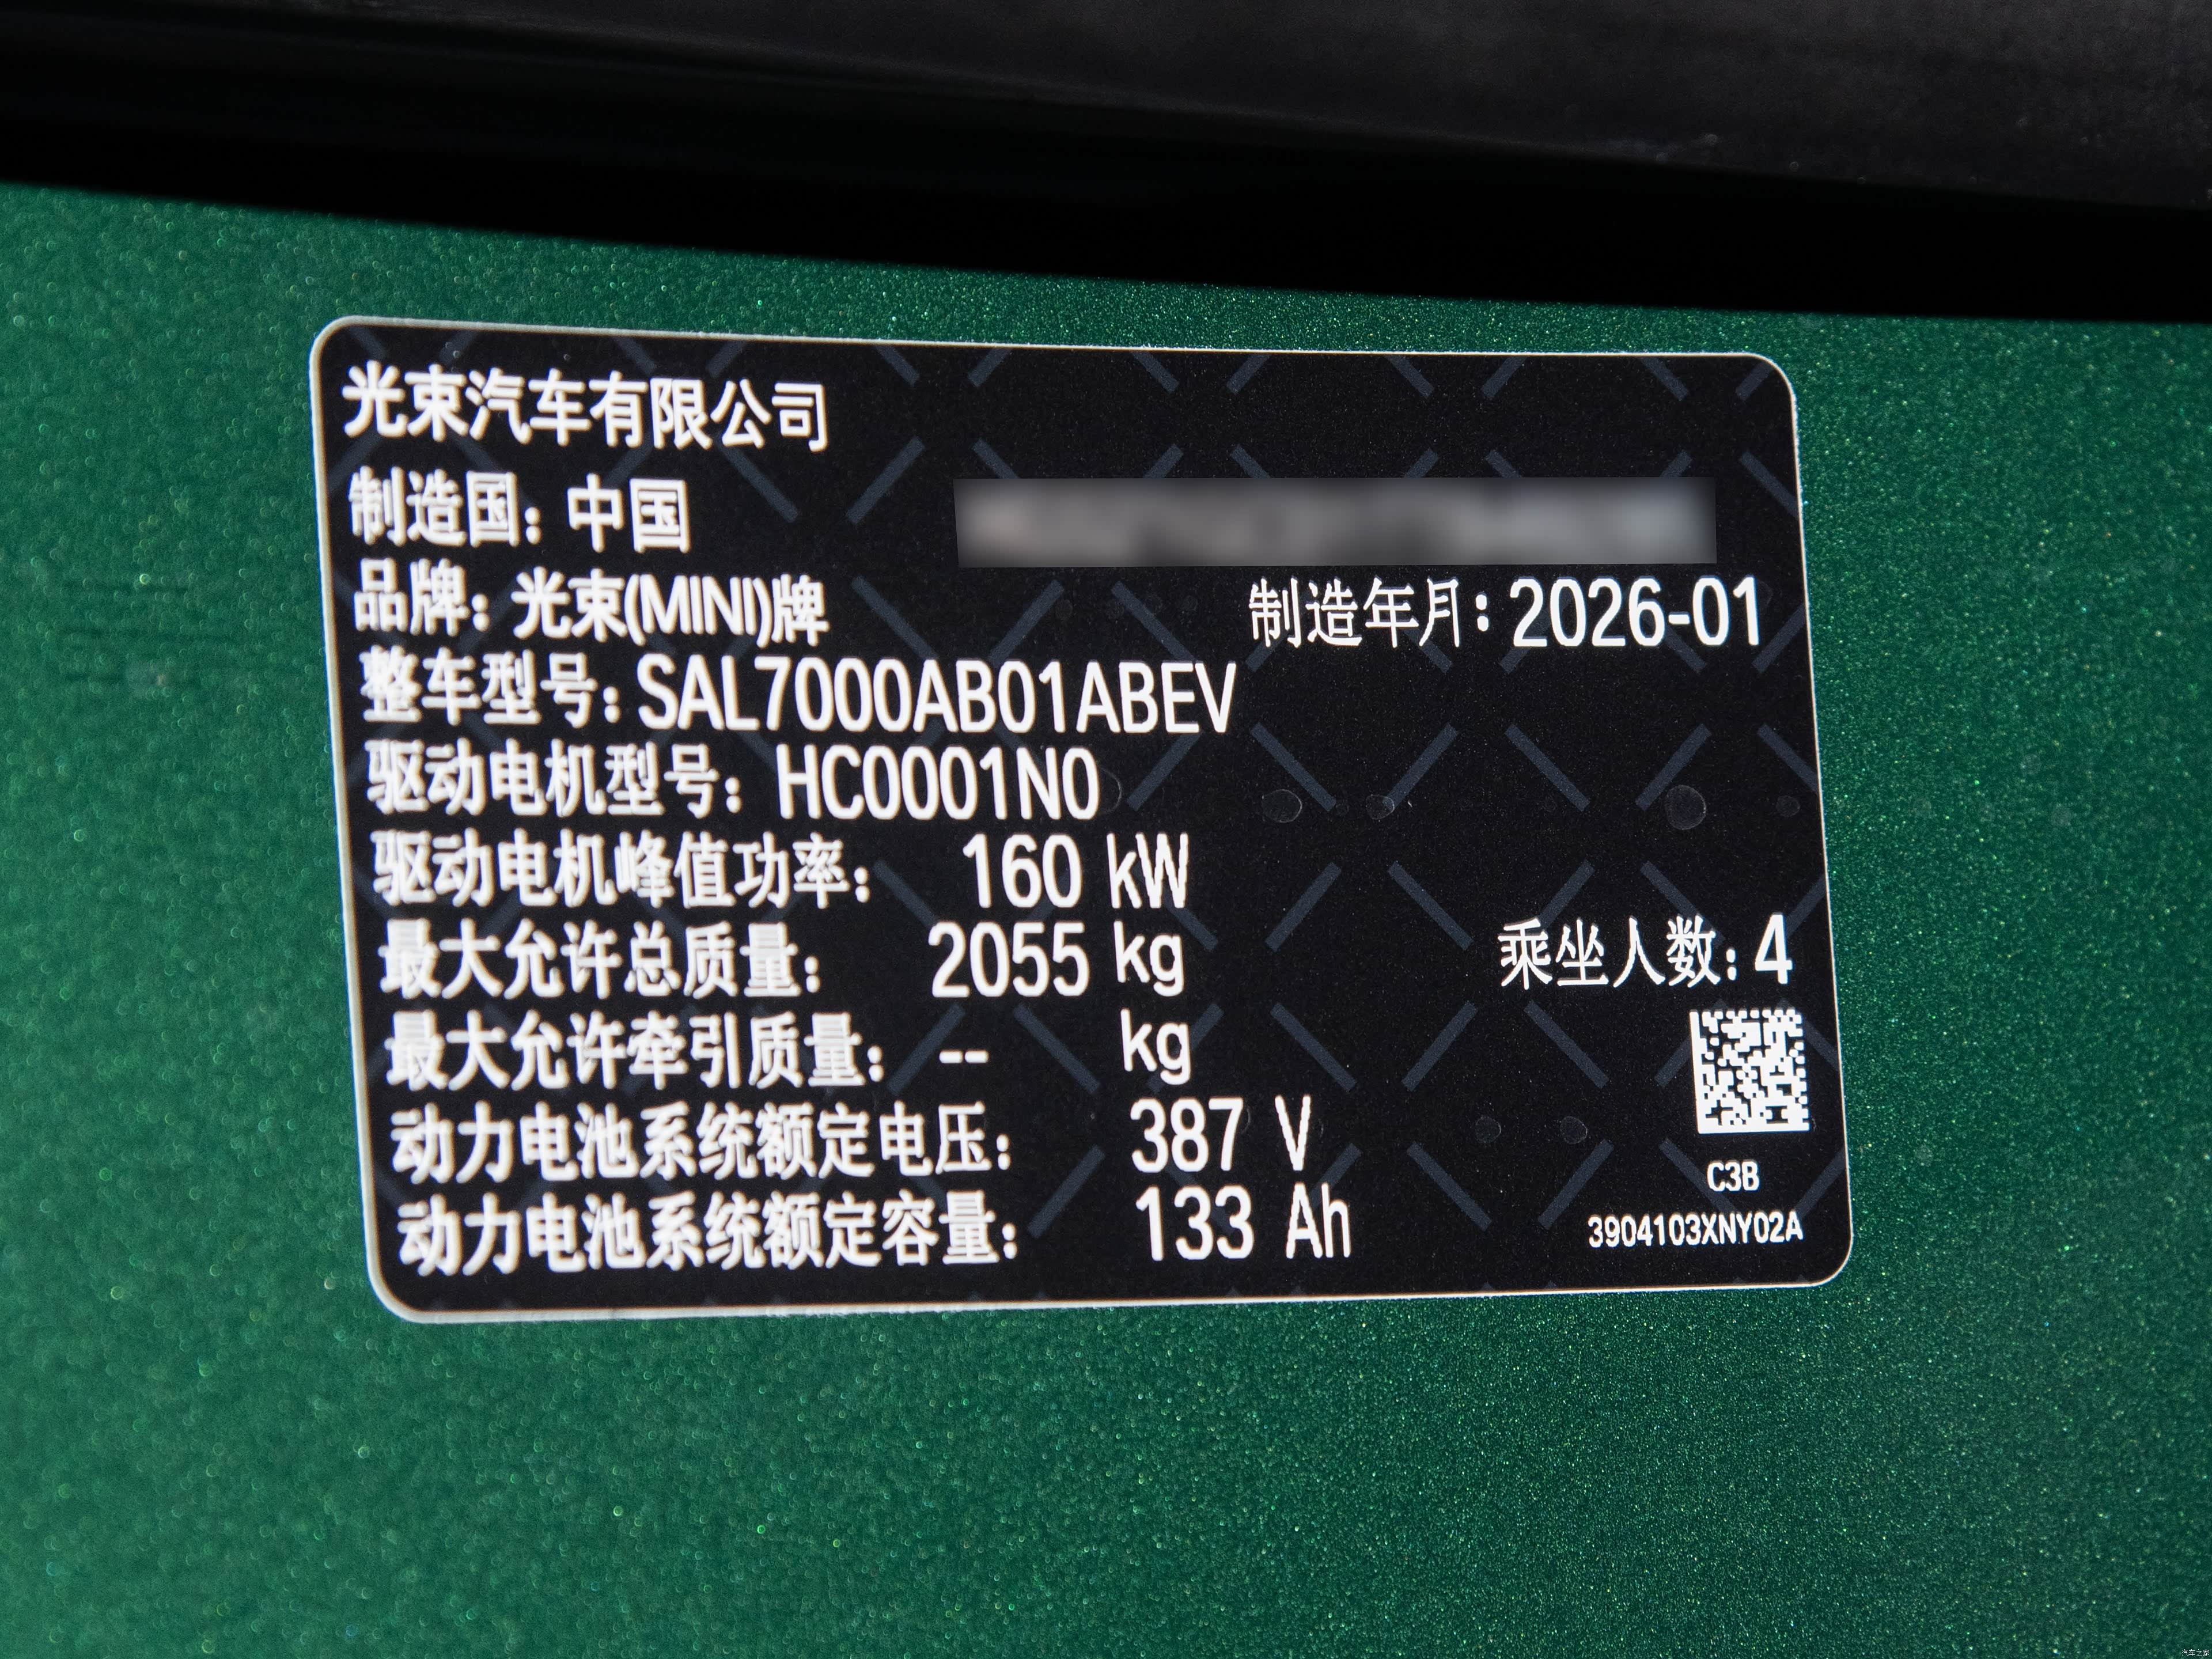 光束汽车有限公司
制造国：中国
品牌：光束(MINI)牌 制造年月：2026-01
整车型号：SAL7000AB01ABEV
驱动电机型号：HC0001N0
驱动电机峰值功率： 160 kW
最大允许总质量： 2055 kg 乘坐人数：4
最大允许牵引质量： -- kg
动力电池系统额定电压： 387 V
动力电池系统额定容量： 133 Ah
C3B
3904103XNY02A
汽车之家